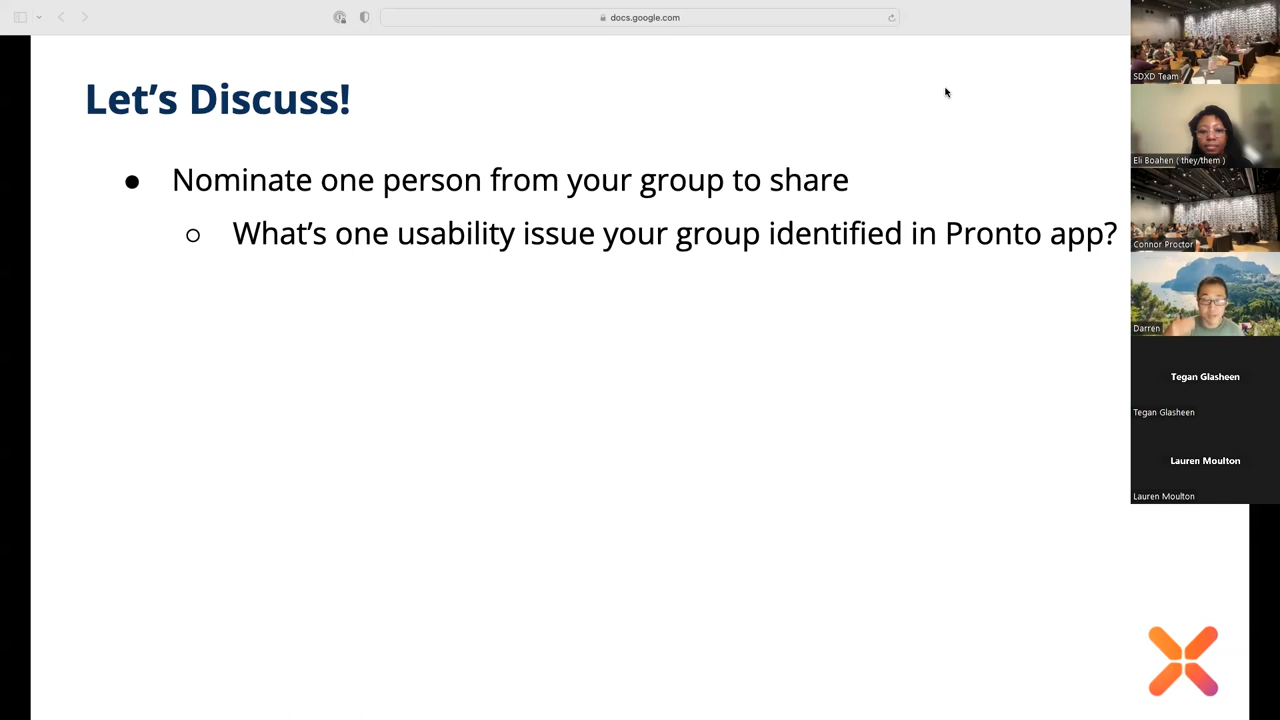 docs.google.com
Let's Discuss!
● Nominate one person from your group to share
○ What's one usability issue your group identified in Pronto app?
SDXD Team
Eli Boahen ( they/them )
Connor Proctor
Darren
Tegan Glasheen
Tegan Glasheen
Lauren Moulton
Lauren Moulton